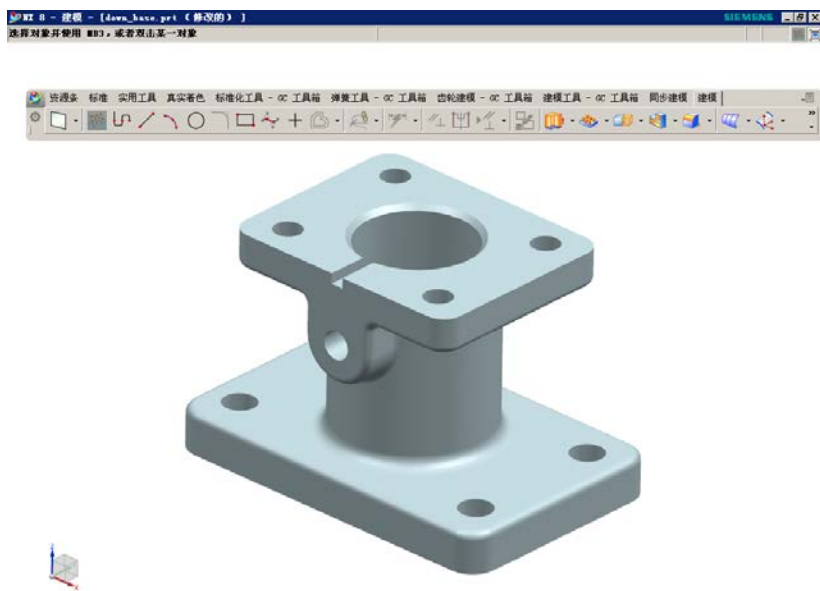 NX 8 - 建模 - [down_base.prt （修改的） ]
SIEMENS
选择对象并使用 MB3，或者双击某一对象
资源条 标准 实用工具 真实着色 标准化工具 - GC 工具箱 弹簧工具 - GC 工具箱 齿轮建模 - GC 工具箱 建模工具 - GC 工具箱 同步建模 建模